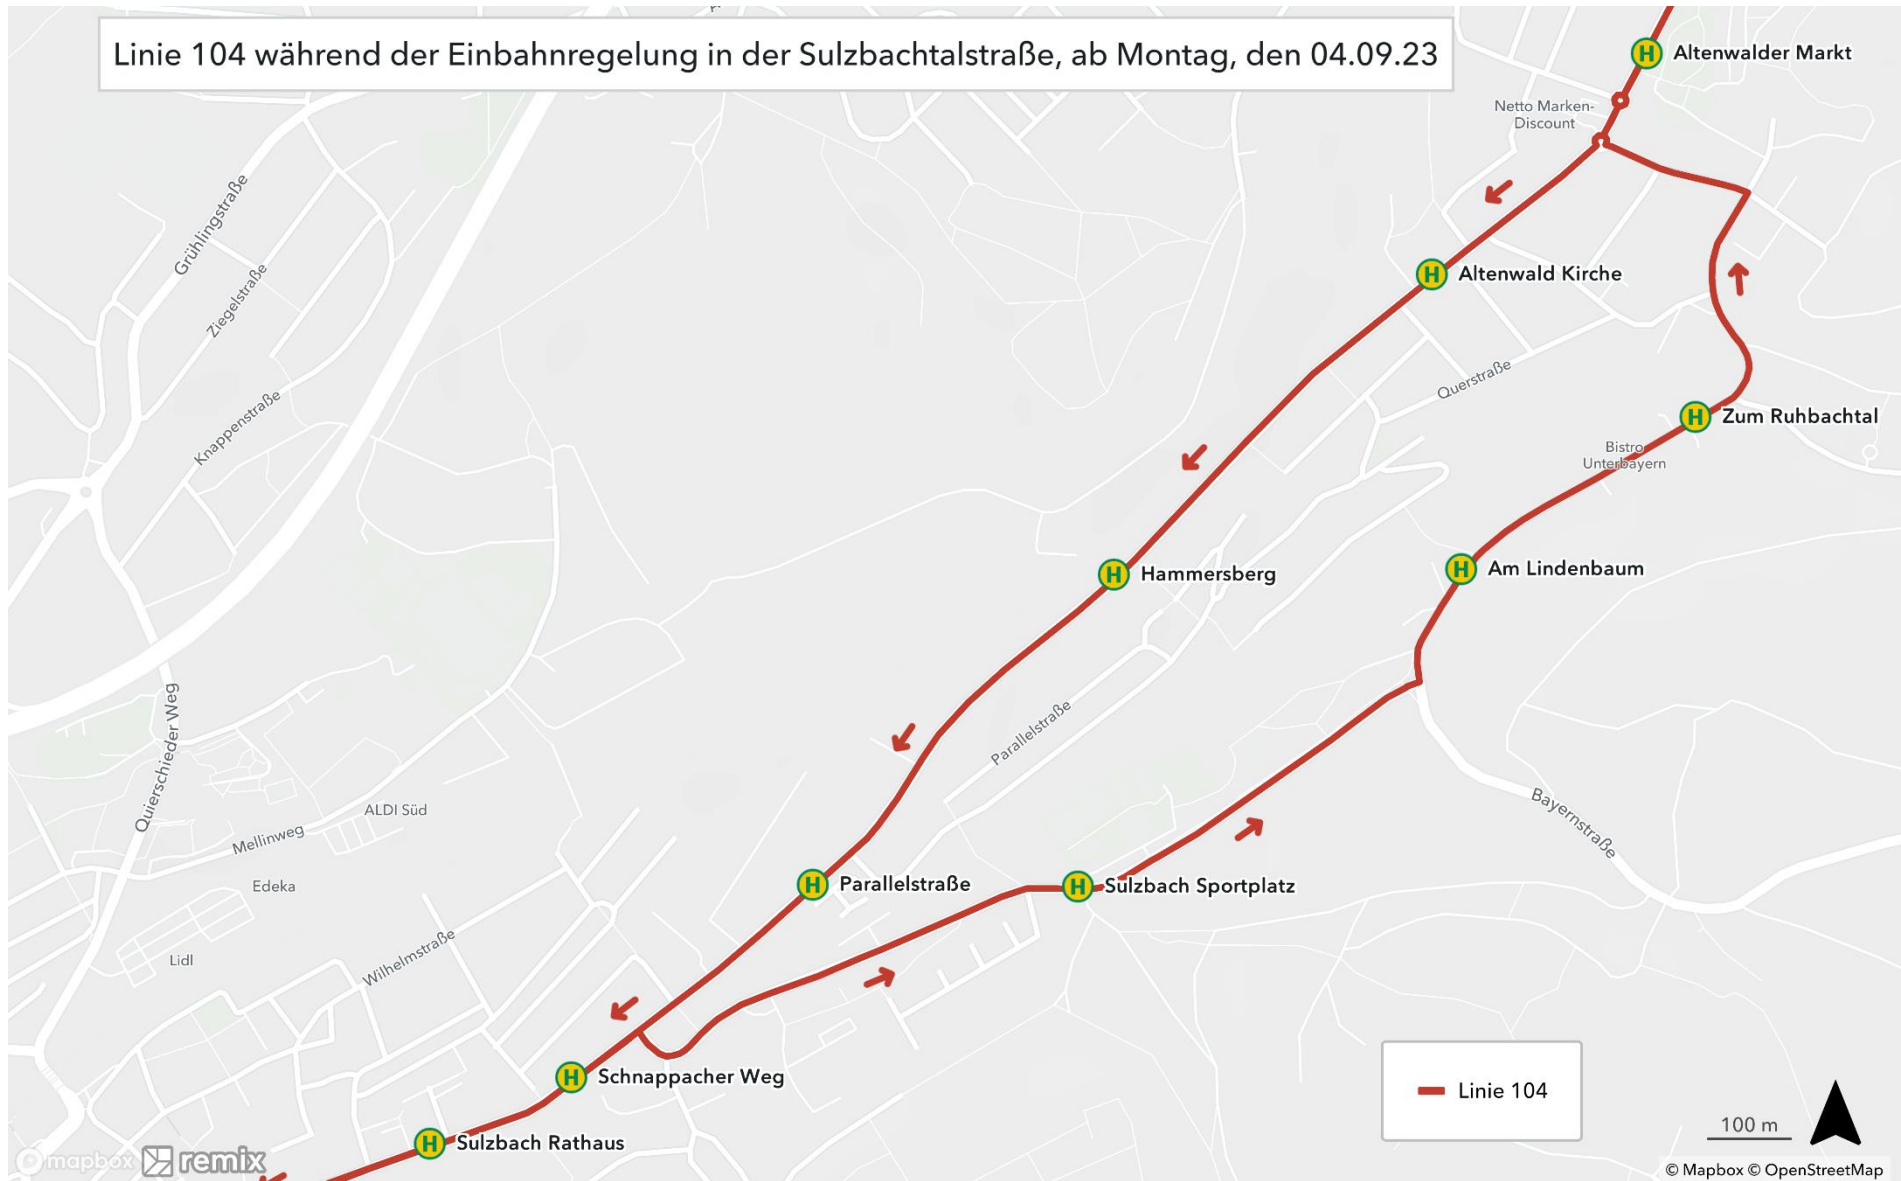 Linie 104 während der Einbahnregelung in der Sulzbachtalstraße, ab Montag, den 04.09.23
H Altenwalder Markt
Netto Marken-
Discount
Grühlingstraße
Ziegelstraße
H Altenwald Kirche
Querstraße
Knappenstraße
H Zum Ruhbachtal
Bistro
Unterbayern
H Hammersberg
H Am Lindenbaum
Quierschieder Weg
Parallelstraße
Bayernstraße
ALDI Süd
Mellinweg
Edeka
H Parallelstraße
H Sulzbach Sportplatz
Wilhelmstraße
Lidl
H Schnappacher Weg
Linie 104
H Sulzbach Rathaus
100 m
mapbox remix
© Mapbox © OpenStreetMap